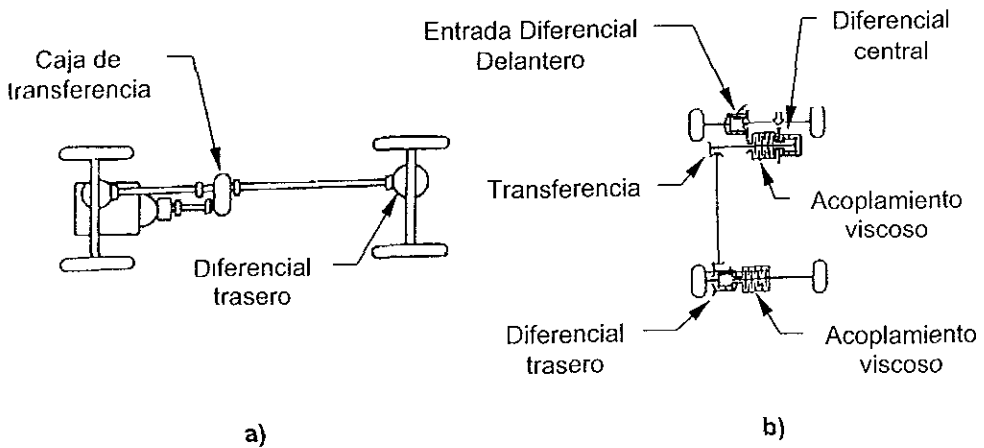 Caja de
transferencia
Diferencial
trasero
a)
Entrada Diferencial
Delantero
Diferencial
central
Transferencia
Acoplamiento
viscoso
Diferencial
trasero
Acoplamiento
viscoso
b)